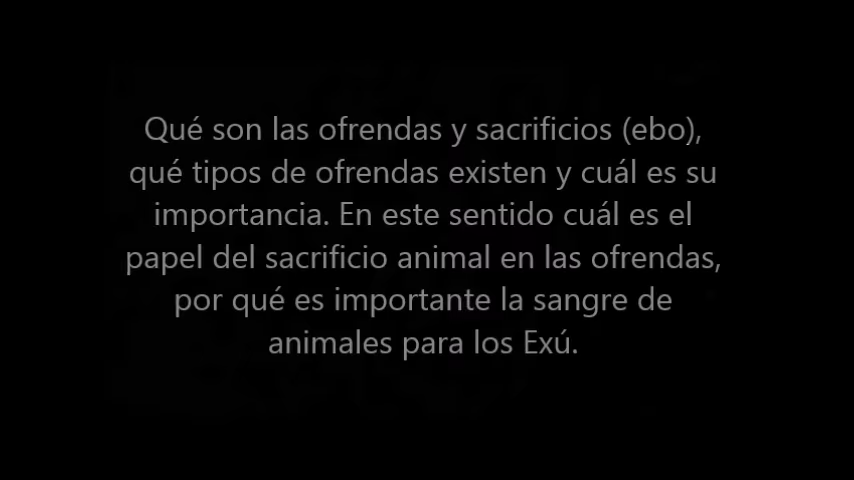 Qué son las ofrendas y sacrificios (ebo),
qué tipos de ofrendas existen y cuál es su
importancia. En este sentido cuál es el
papel del sacrificio animal en las ofrendas,
por qué es importante la sangre de
animales para los Exú.